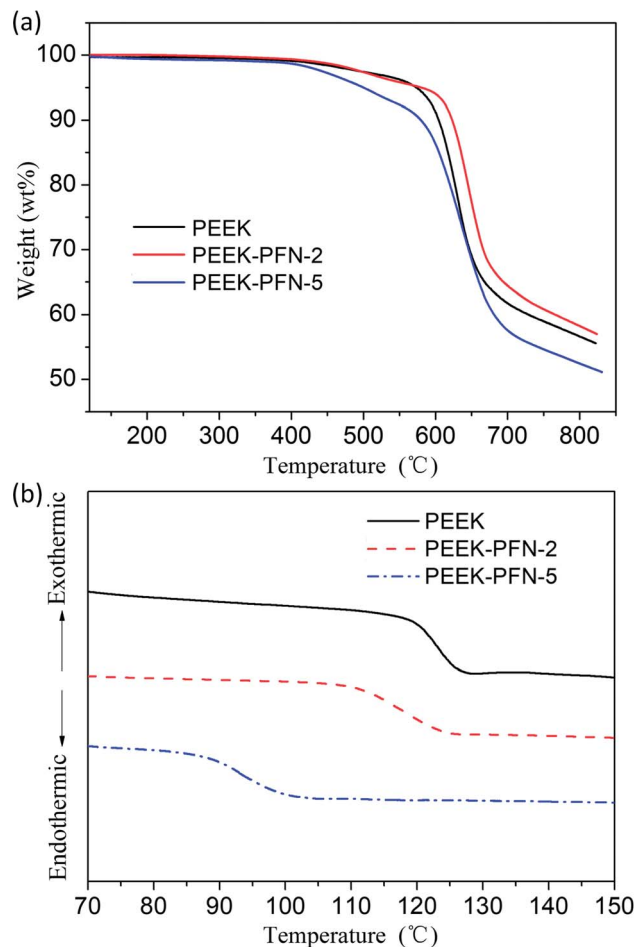 (a)
100
90
80
70
60
50
Weight (wt%)
PEEK
PEEK-PFN-2
PEEK-PFN-5
200 300 400 500 600 700 800
Temperature (℃)
(b)
Exothermic
Endothermic
PEEK
PEEK-PFN-2
PEEK-PFN-5
70 80 90 100 110 120 130 140 150
Temperature (℃)